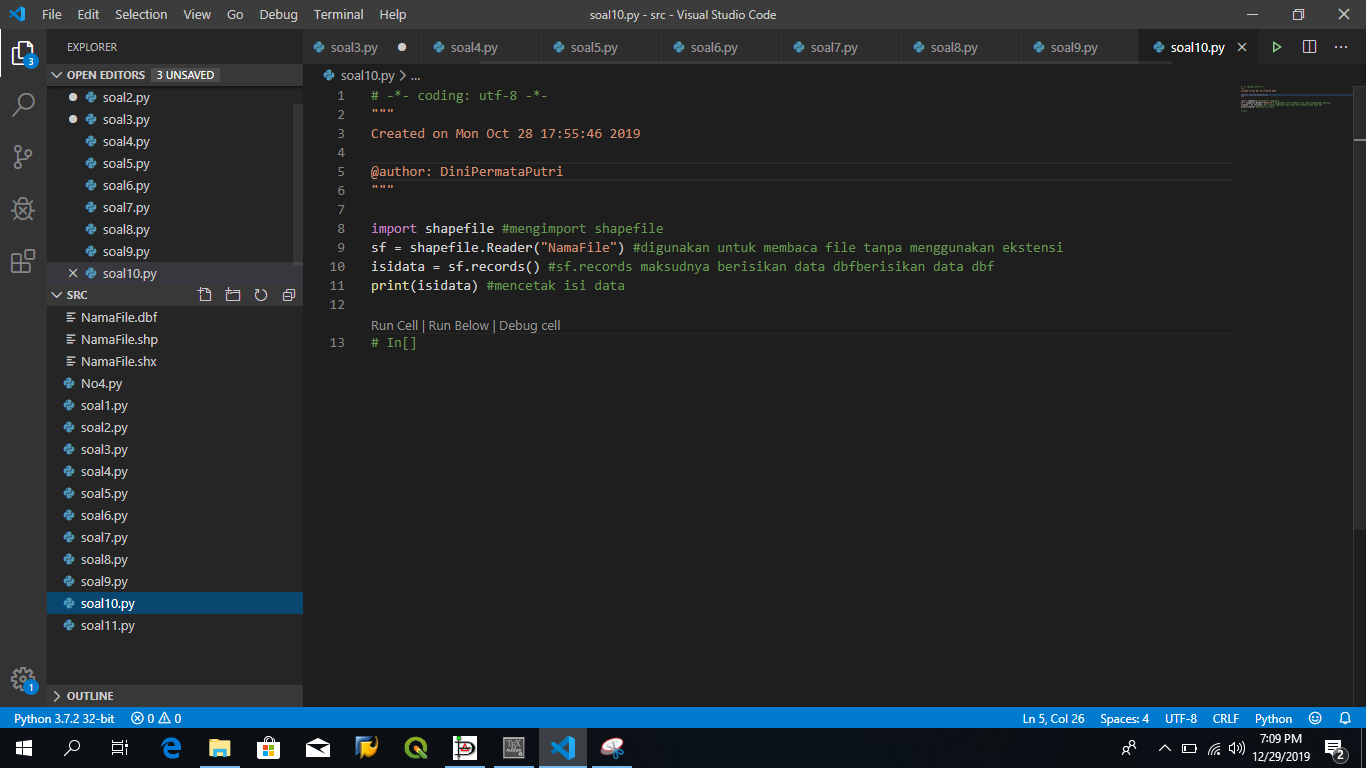 File Edit Selection View Go Debug Terminal Help
soal10.py - src - Visual Studio Code
EXPLORER
3
OPEN EDITORS 3 UNSAVED
soal2.py
soal3.py
soal4.py
soal5.py
soal6.py
soal7.py
soal8.py
soal9.py
soal10.py
SRC
NamaFile.dbf
NamaFile.shp
NamaFile.shx
No4.py
soal1.py
soal2.py
soal3.py
soal4.py
soal5.py
soal6.py
soal7.py
soal8.py
soal9.py
soal10.py
soal11.py
OUTLINE
1
soal3.py soal4.py soal5.py soal6.py soal7.py soal8.py soal9.py soal10.py
soal10.py > ...
1 # -*- coding: utf-8 -*-
2 """
3 Created on Mon Oct 28 17:55:46 2019
4
5 @author: DiniPermataPutri
6 """
7
8 import shapefile #mengimport shapefile
9 sf = shapefile.Reader("NamaFile") #digunakan untuk membaca file tanpa menggunakan ekstensi
10 isidata = sf.records() #sf.records maksudnya berisikan data dbfberisikan data dbf
11 print(isidata) #mencetak isi data
12
Run Cell | Run Below | Debug cell
13 # In[]
Python 3.7.2 32-bit 0 0 Ln 5, Col 26 Spaces: 4 UTF-8 CRLF Python
7:09 PM
12/29/2019
2